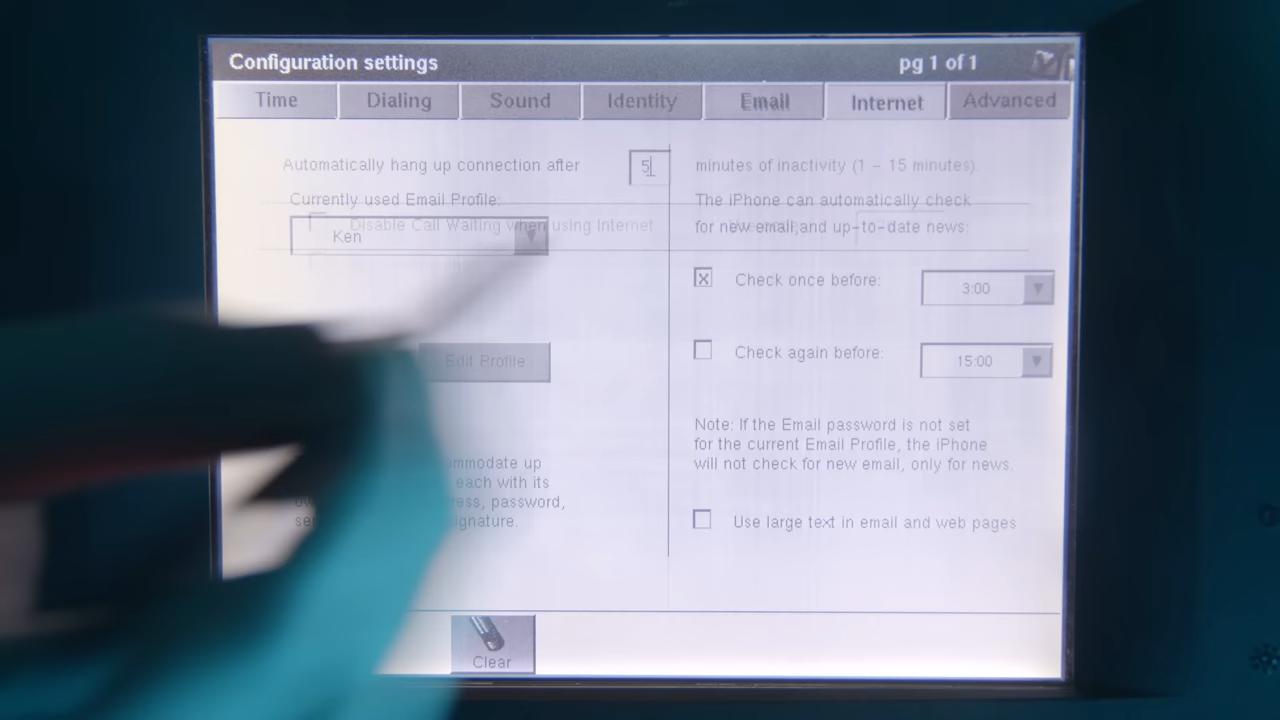 Configuration settings
pg 1 of 1
Time
Dialing
Sound
Identity
Email
Internet
Advanced
Automatically hang up connection after
5
minutes of inactivity (1 - 15 minutes).
Currently used Email Profile:
Disable Call Waiting when using Internet
Ken
The iPhone can automatically check
for new email and up-to-date news:
Check once before:
3:00
Check again before:
15:00
Edit Profile
Note: If the Email password is not set
for the current Email Profile, the iPhone
will not check for new email, only for news.
up
each with its
password,
signature.
Use large text in email and web pages
Clear